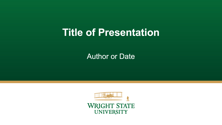 Title of Presentation
Author or Date
WRIGHT STATE
UNIVERSITY